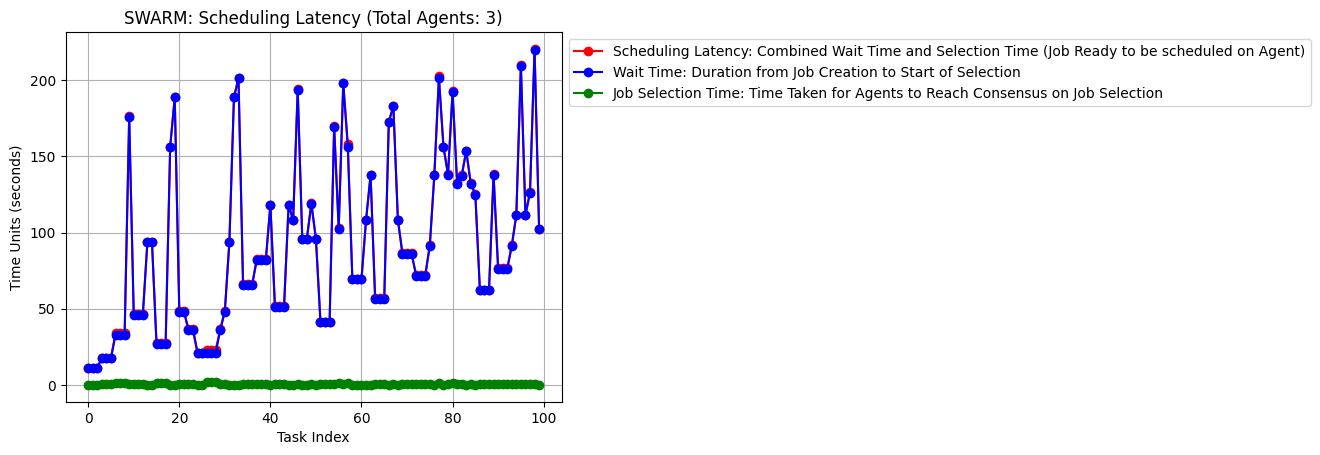 SWARM: Scheduling Latency (Total Agents: 3)
Scheduling Latency: Combined Wait Time and Selection Time (Job Ready to be scheduled on Agent)
Wait Time: Duration from Job Creation to Start of Selection
Job Selection Time: Time Taken for Agents to Reach Consensus on Job Selection
Time Units (seconds)
200
150
100
50
0
0 20 40 60 80 100
Task Index